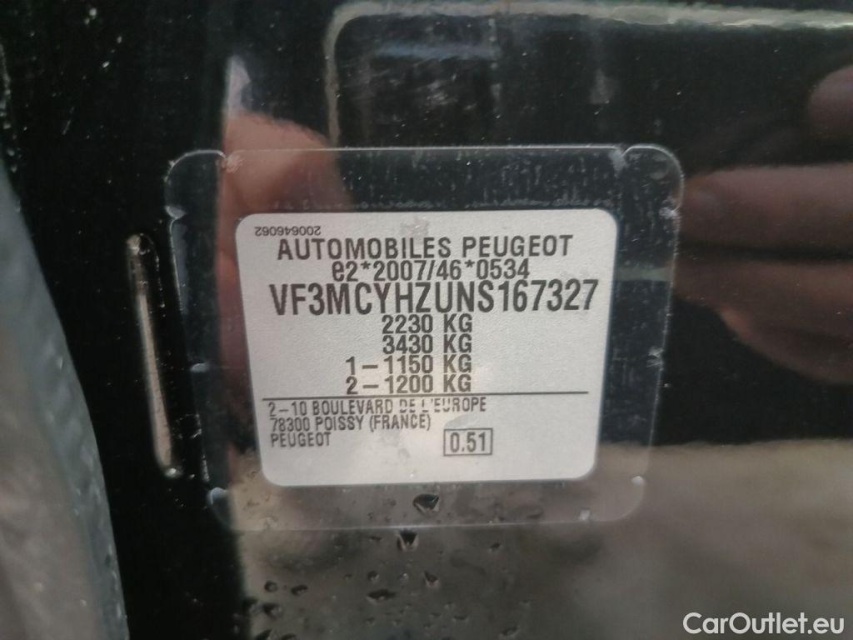 200646062
AUTOMOBILES PEUGEOT
e2*2007/46*0534
VF3MCYHZUNS167327
2230 KG
3430 KG
1-1150 KG
2-1200 KG
2-10 BOULEVARD DE L'EUROPE
78300 POISSY (FRANCE)
PEUGEOT
0.51
CarOutlet.eu